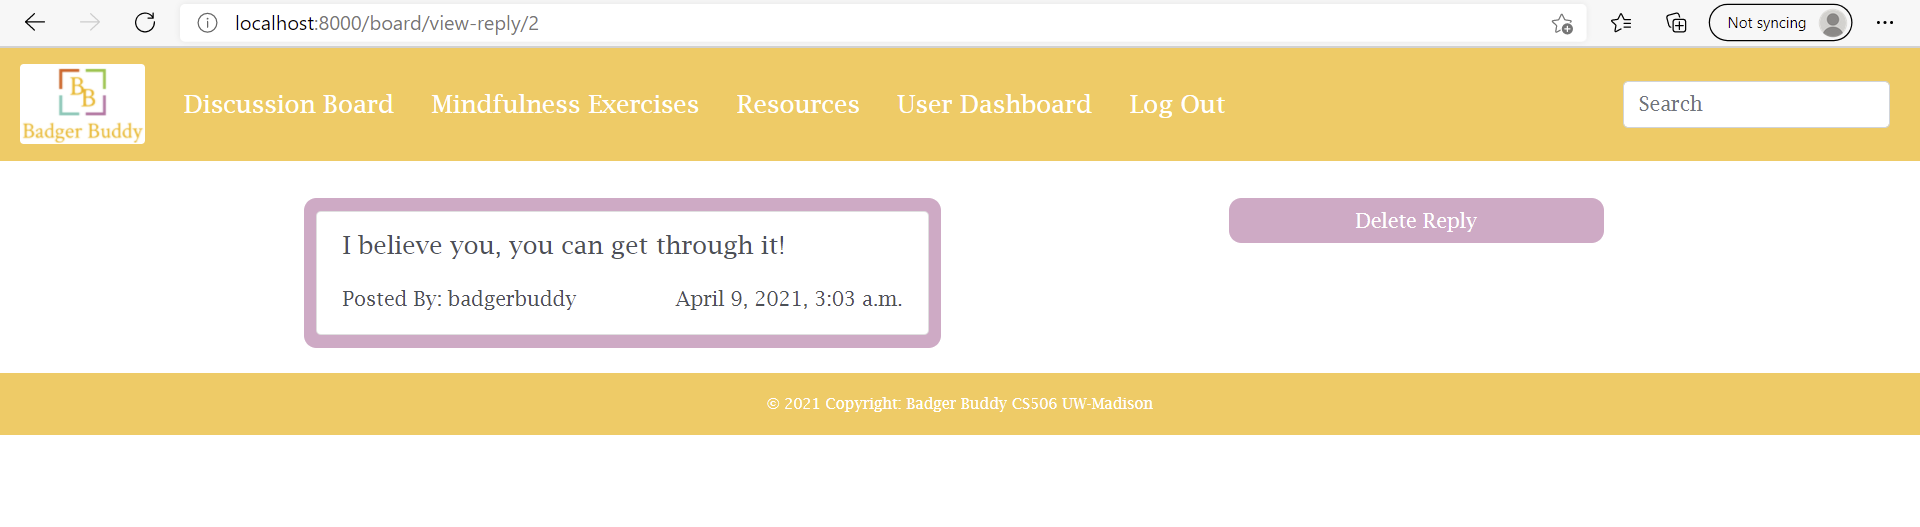 localhost:8000/board/view-reply/2
Not syncing
BB
Badger Buddy
Discussion Board
Mindfulness Exercises
Resources
User Dashboard
Log Out
Search
I believe you, you can get through it!
Posted By: badgerbuddy
April 9, 2021, 3:03 a.m.
Delete Reply
© 2021 Copyright: Badger Buddy CS506 UW-Madison